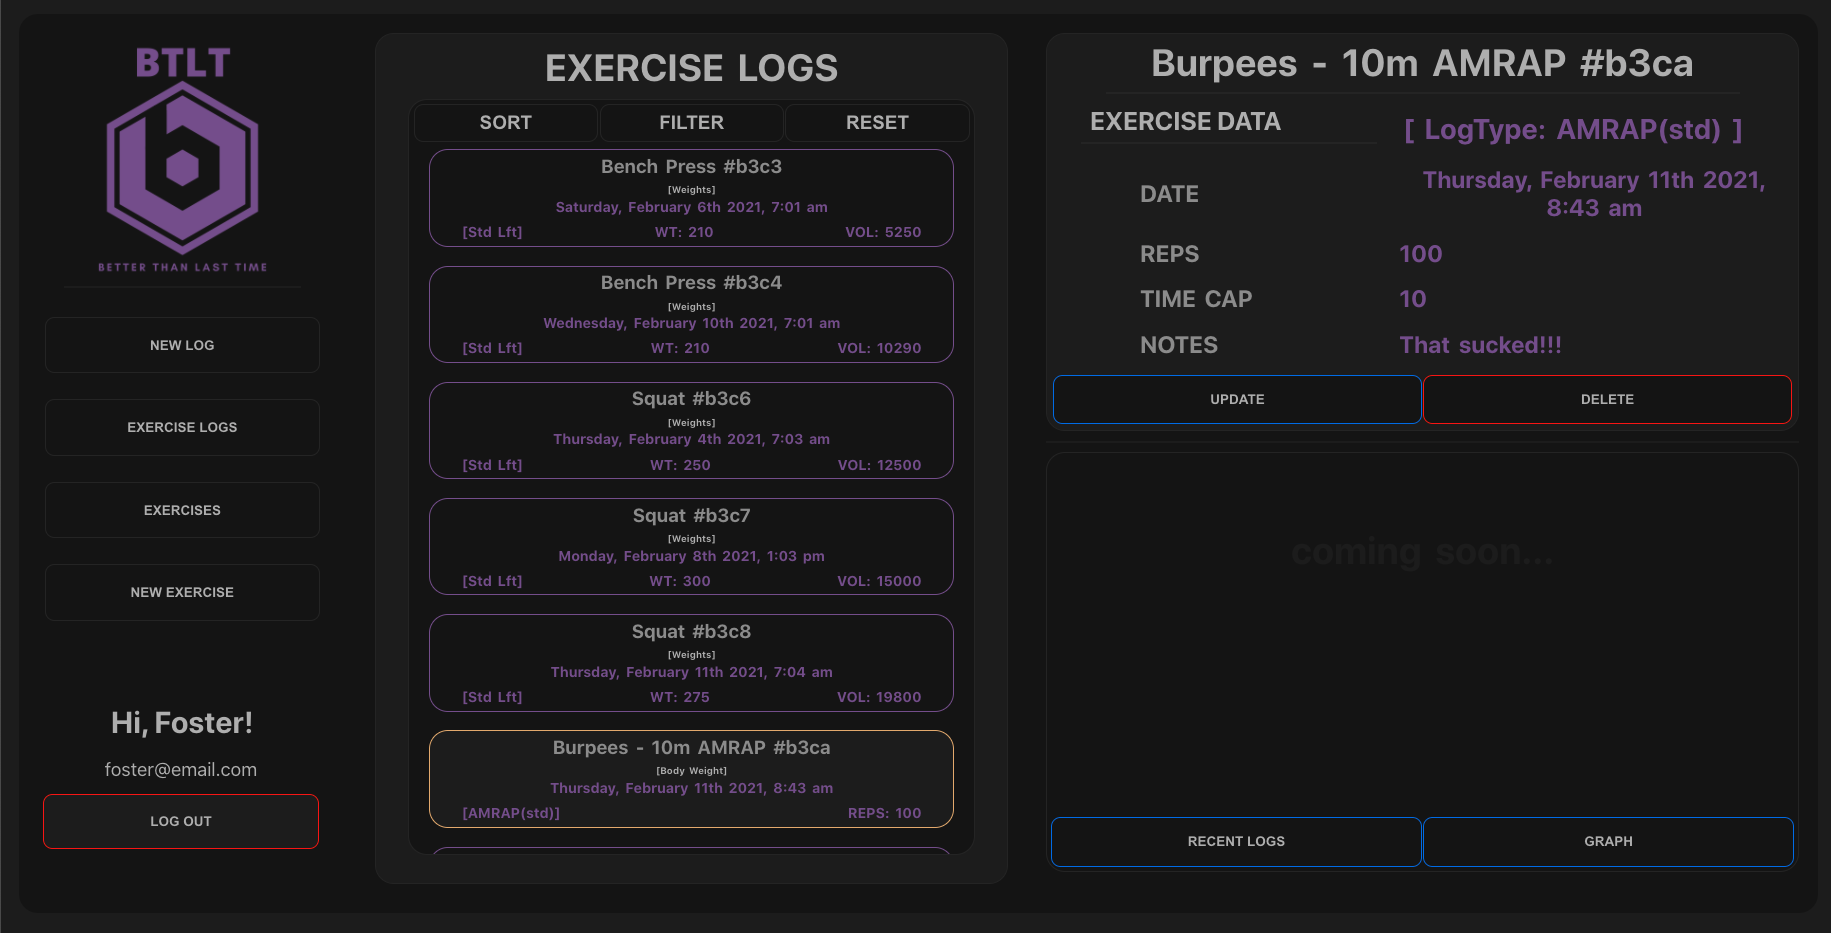 BTLT
BETTER THAN LAST TIME
NEW LOG
EXERCISE LOGS
EXERCISES
NEW EXERCISE
Hi, Foster!
foster@email.com
LOG OUT
EXERCISE LOGS
SORT FILTER RESET
Bench Press #b3c3
[Weights]
Saturday, February 6th 2021, 7:01 am
[Std Lft] WT: 210 VOL: 5250
Bench Press #b3c4
[Weights]
Wednesday, February 10th 2021, 7:01 am
[Std Lft] WT: 210 VOL: 10290
Squat #b3c6
[Weights]
Thursday, February 4th 2021, 7:03 am
[Std Lft] WT: 250 VOL: 12500
Squat #b3c7
[Weights]
Monday, February 8th 2021, 1:03 pm
[Std Lft] WT: 300 VOL: 15000
Squat #b3c8
[Weights]
Thursday, February 11th 2021, 7:04 am
[Std Lft] WT: 275 VOL: 19800
Burpees - 10m AMRAP #b3ca
[Body Weight]
Thursday, February 11th 2021, 8:43 am
[AMRAP(std)] REPS: 100
Burpees - 10m AMRAP #b3ca
EXERCISE DATA [ LogType: AMRAP(std) ]
DATE Thursday, February 11th 2021,
8:43 am
REPS 100
TIME CAP 10
NOTES That sucked!!!
UPDATE DELETE
coming soon...
RECENT LOGS GRAPH